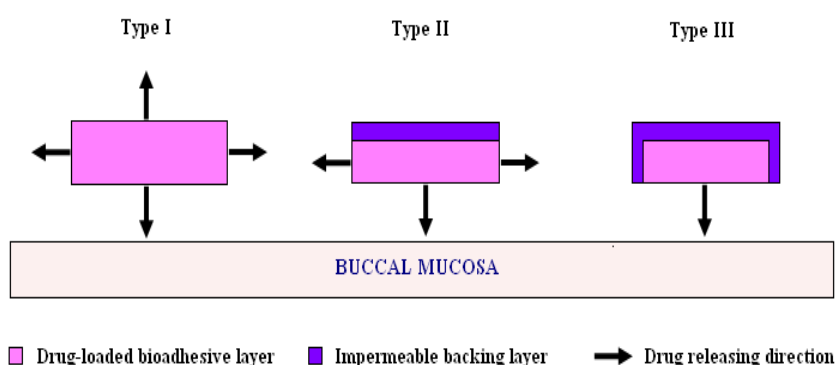 Type I Type II Type III
BUCCAL MUCOSA
Drug-loaded bioadhesive layer Impermeable backing layer Drug releasing direction